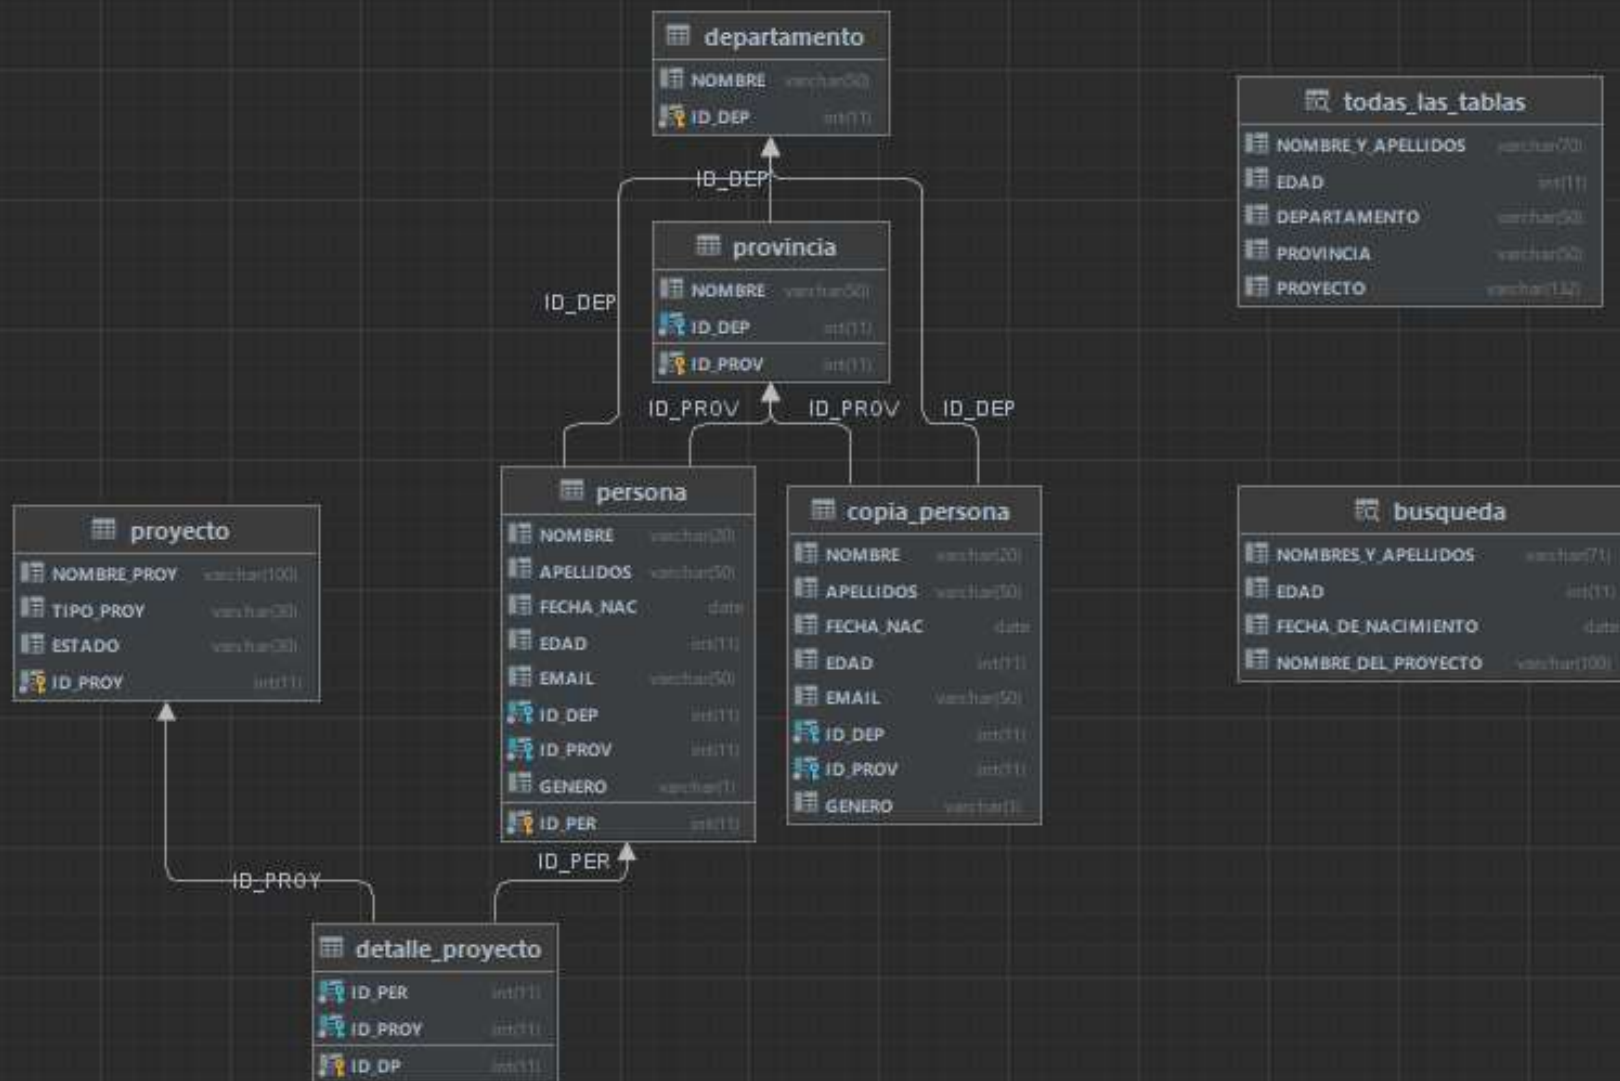 departamento
NOMBRE varchar(50)
ID_DEP int(11)
todas_las_tablas
NOMBRE_Y_APELLIDOS varchar(70)
EDAD int(11)
DEPARTAMENTO varchar(50)
PROVINCIA varchar(50)
PROYECTO varchar(132)
ID_DEP
provincia
NOMBRE varchar(50)
ID_DEP int(11)
ID_PROV int(11)
ID_DEP
ID_PROV
ID_PROV
ID_DEP
persona
NOMBRE varchar(20)
APELLIDOS varchar(50)
FECHA_NAC date
EDAD int(11)
EMAIL varchar(50)
ID_DEP int(11)
ID_PROV int(11)
GENERO varchar(1)
ID_PER int(11)
copia_persona
NOMBRE varchar(20)
APELLIDOS varchar(50)
FECHA_NAC date
EDAD int(11)
EMAIL varchar(50)
ID_DEP int(11)
ID_PROV int(11)
GENERO
busqueda
NOMBRES_Y_APELLIDOS varchar(71)
EDAD int(11)
FECHA_DE_NACIMIENTO date
NOMBRE_DEL_PROYECTO varchar(100)
proyecto
NOMBRE_PROY varchar(100)
TIPO_PROY varchar(30)
ESTADO varchar(30)
ID_PROY int(11)
ID_PROY
ID_PER
detalle_proyecto
ID_PER int(11)
ID_PROY int(11)
ID_DP int(11)